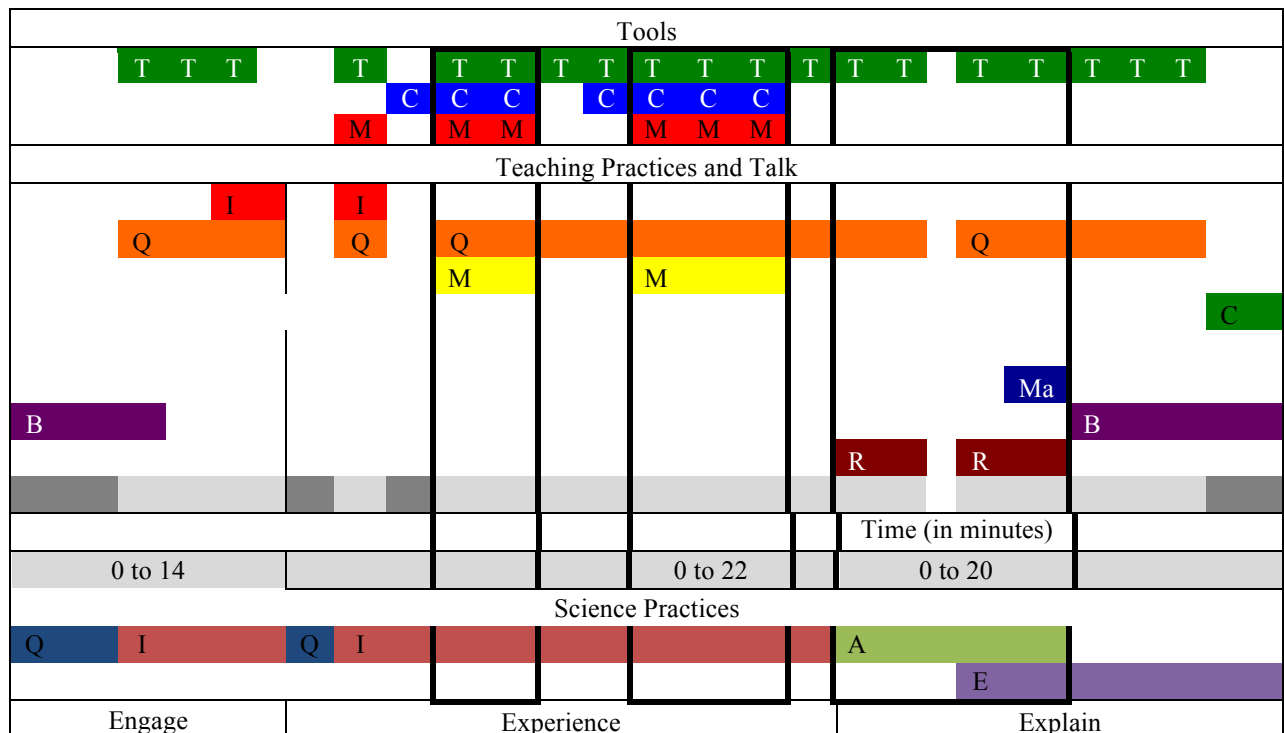 Tools
T T T T T T T T T T T T T T T T T T T
C C C C C C C
M M M M M M
Teaching Practices and Talk
I I
Q Q Q Q
M M
C
Ma
B B
R R
Time (in minutes)
0 to 14 0 to 22 0 to 20
Science Practices
Q I Q I A
E
Engage Experience Explain